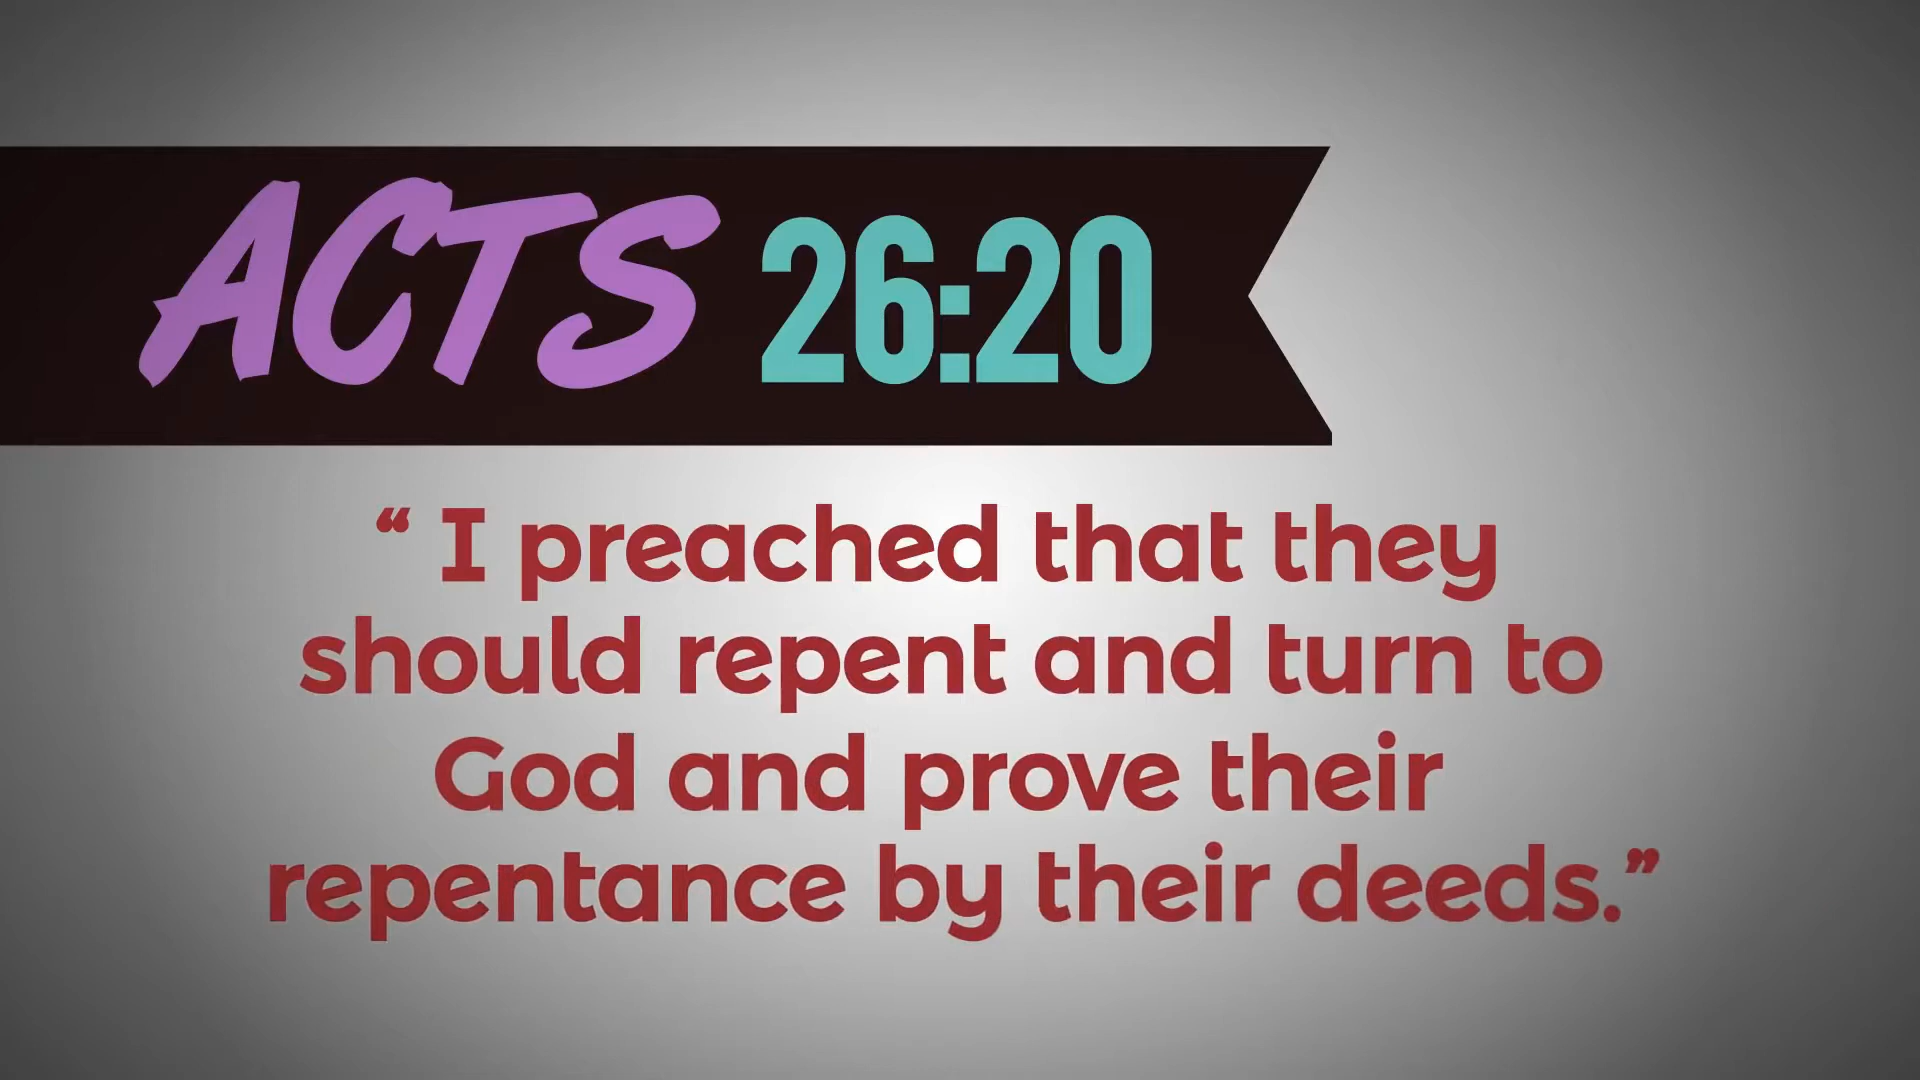 ACTS 26:20
“ I preached that they
should repent and turn to
God and prove their
repentance by their deeds.”